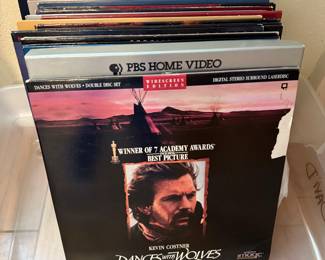 PBS HOME VIDEO
DANCES WITH WOLVES • DOUBLE DISC SET
WIDESCREEN
EDITION
DIGITAL STEREO SURROUND LASERDISC
WINNER OF 7 ACADEMY AWARDS
BEST PICTURE
KEVIN COSTNER
DANCES WITH WOLVES
image